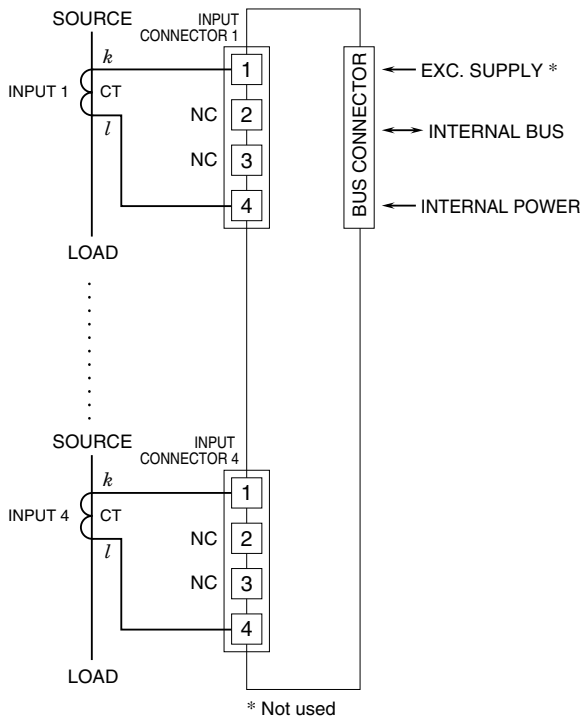 SOURCE
INPUT
CONNECTOR 1
k
INPUT 1
CT
l
1
NC 2
NC 3
4
LOAD
BUS CONNECTOR
EXC. SUPPLY *
INTERNAL BUS
INTERNAL POWER
SOURCE
INPUT
CONNECTOR 4
k
INPUT 4
CT
l
1
NC 2
NC 3
4
LOAD
* Not used